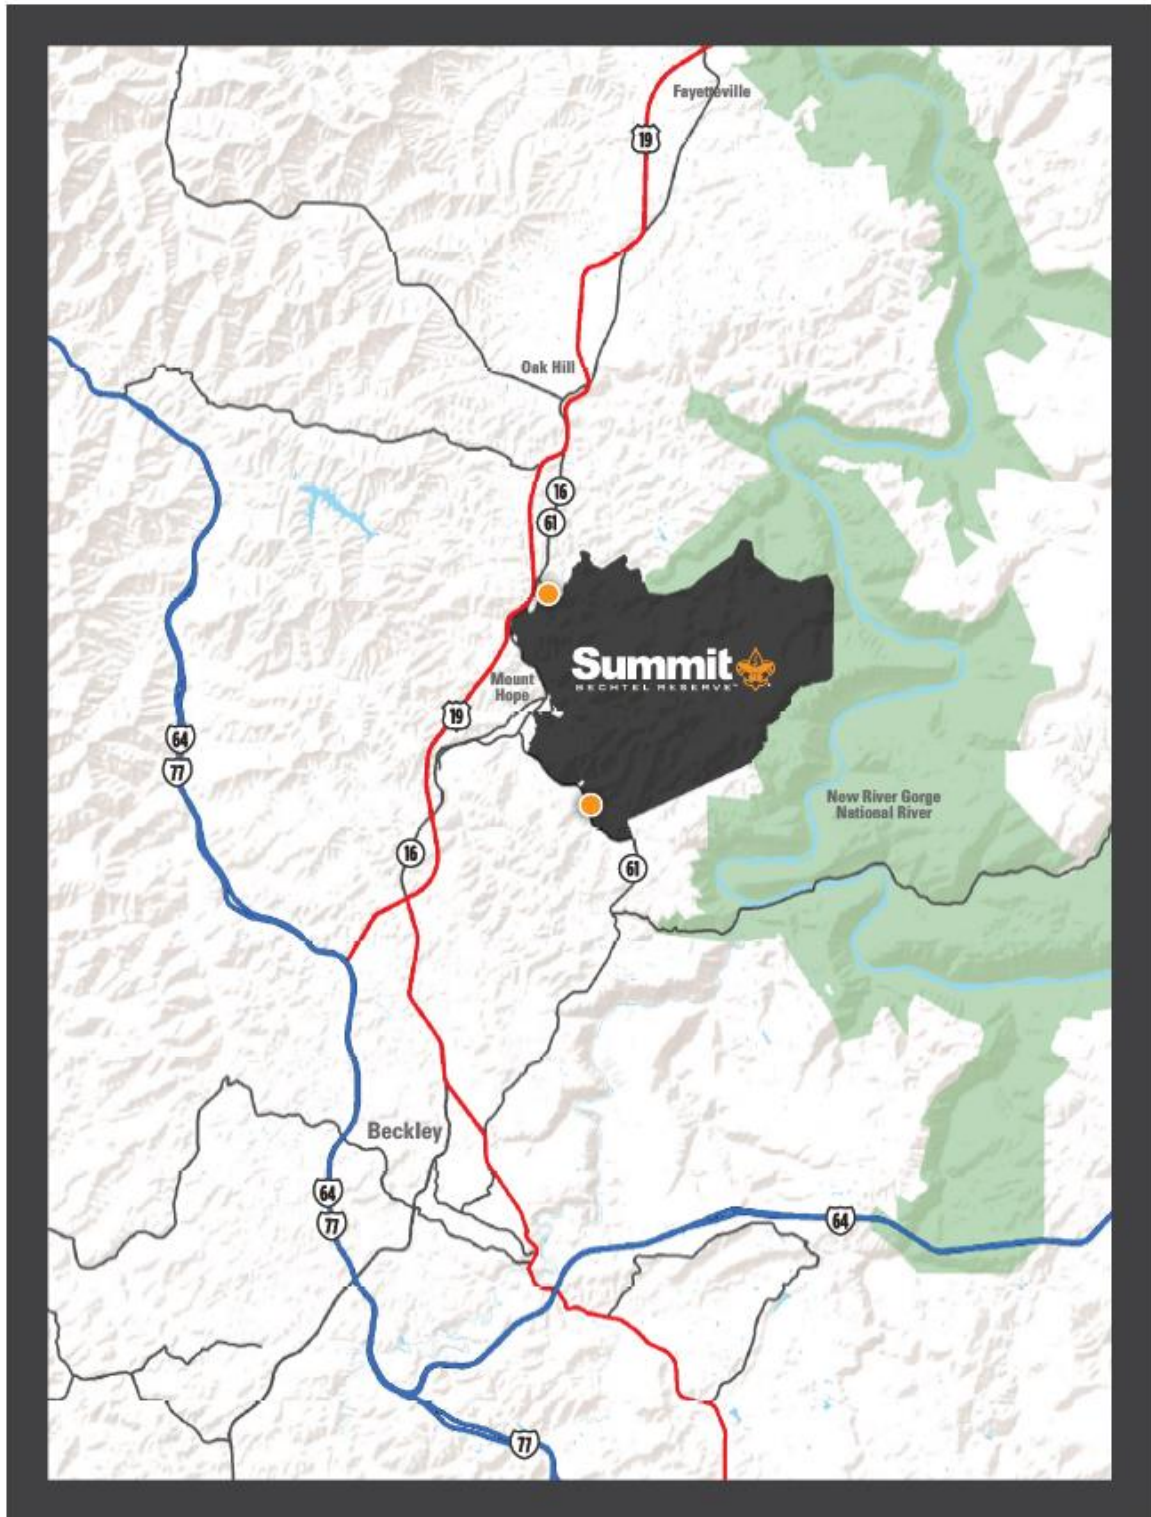 Fayetteville
19
Oak Hill
16
61
Summit
BECHTEL RESERVE
Mount
Hope
19
64
77
New River Gorge
National River
16
61
Beckley
64
77
64
77